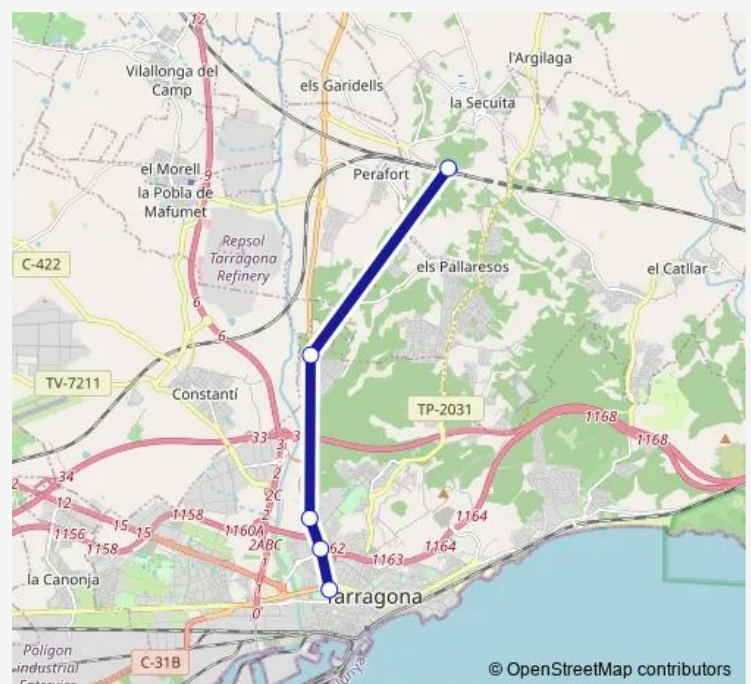 12
Vilallonga del
Camp
els Garidells
l'Argilaga
la Secuita
el Morell
la Pobla de
Mafumet
9
Perafort
Repsol
Tarragona
Refinery
C-422
els Pallaresos
el Catllar
6
6
TV-7211
Constantí
TP-2031
1168
1168
33
3
3
34
2
2
12
2C
2
15
15
1158
1160A
2ABC
1164
1156
1158
62
1163
1164
la Canonja
1
1
0
Tarragona
Polígon
industrial
C-31B
© OpenStreetMap contributors